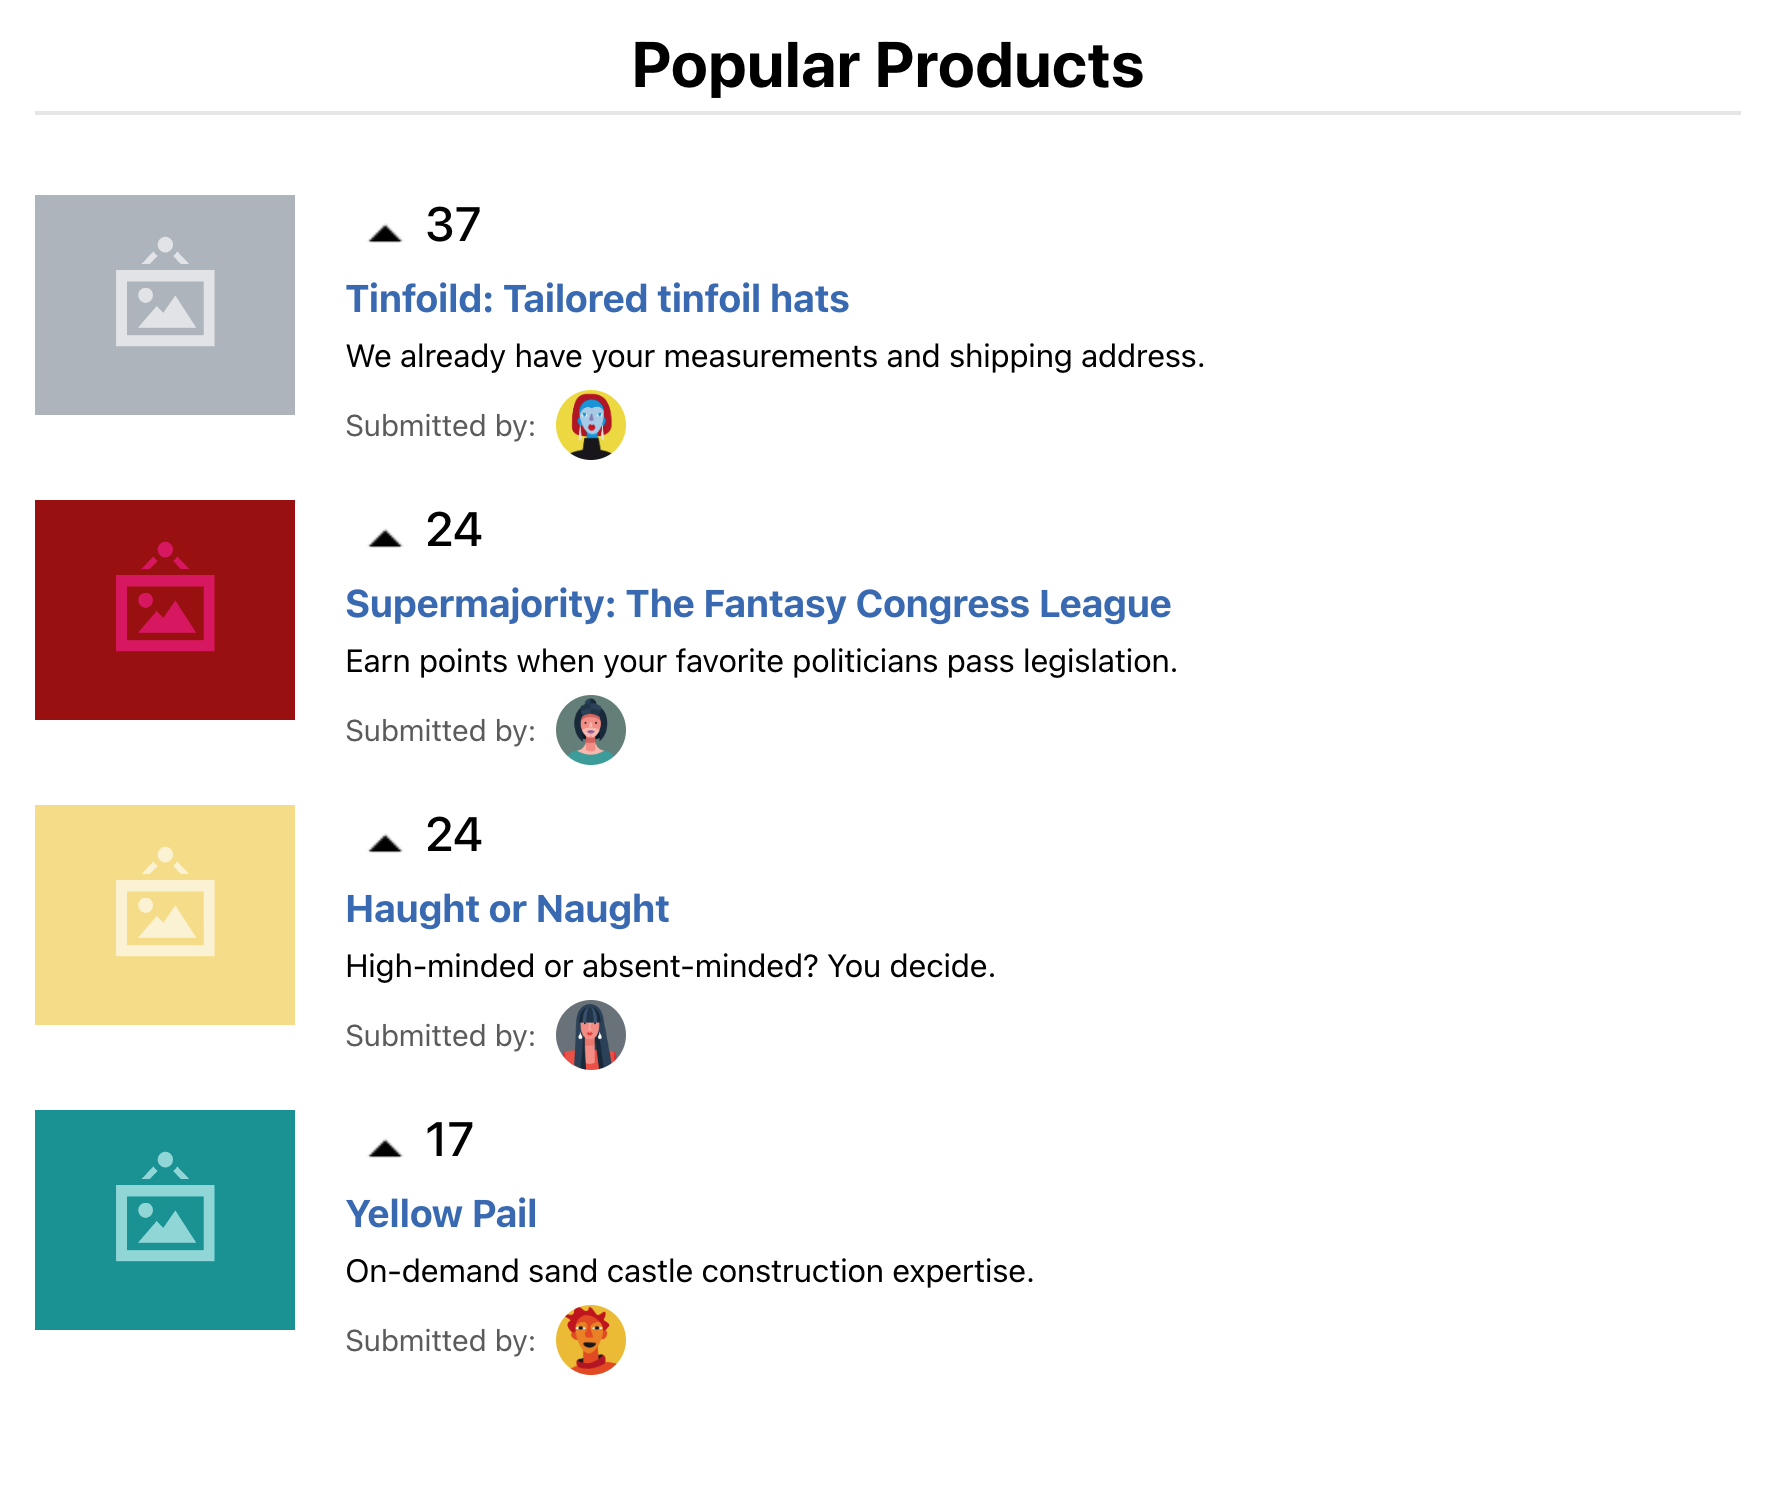 Popular Products
37
Tinfoild: Tailored tinfoil hats
We already have your measurements and shipping address.
Submitted by:
24
Supermajority: The Fantasy Congress League
Earn points when your favorite politicians pass legislation.
Submitted by:
24
Haught or Naught
High-minded or absent-minded? You decide.
Submitted by:
17
Yellow Pail
On-demand sand castle construction expertise.
Submitted by: